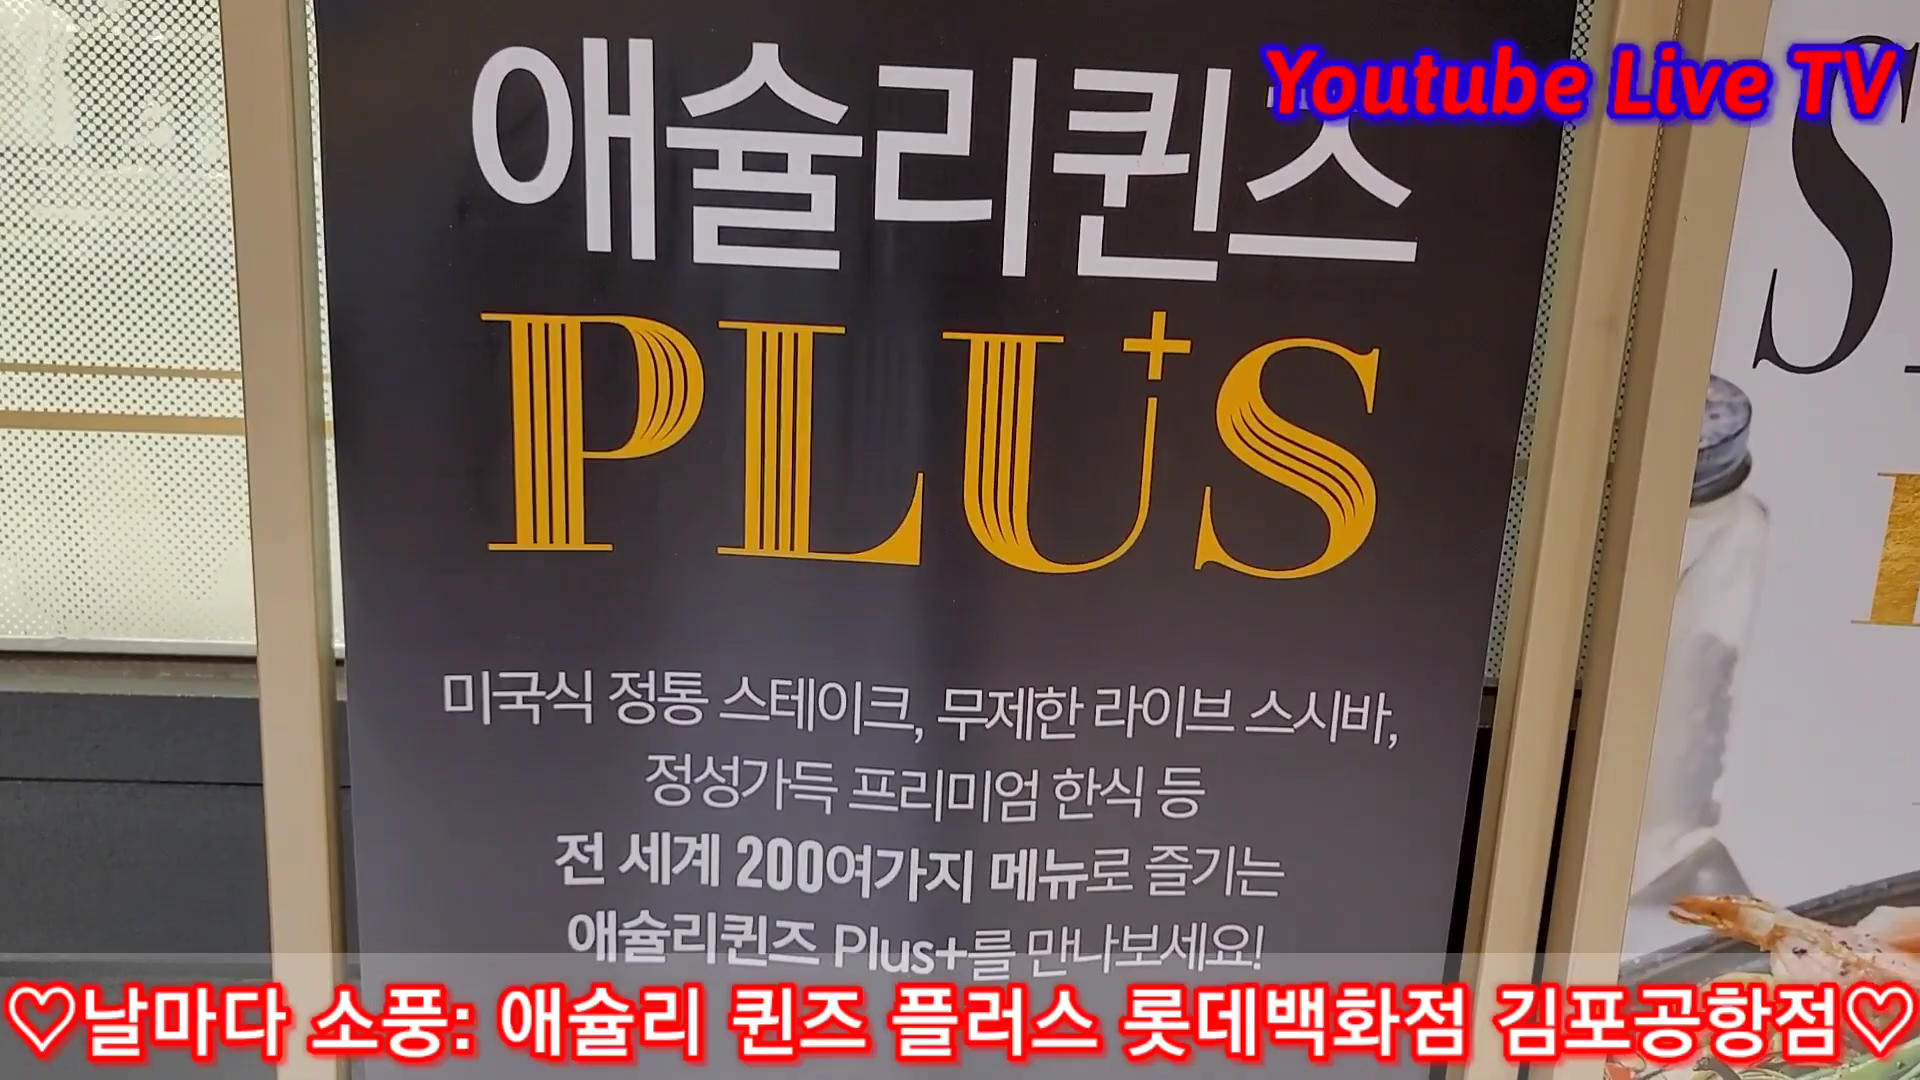 Youtube Live TV
애슐리퀸즈
PLUS
미국식 정통 스테이크, 무제한 라이브 스시바,
정성가득 프리미엄 한식 등
전 세계 200여가지 메뉴로 즐기는
애슐리퀸즈 Plus+를 만나보세요!
♡날마다 소풍: 애슐리 퀸즈 플러스 롯데백화점 김포공항점♡